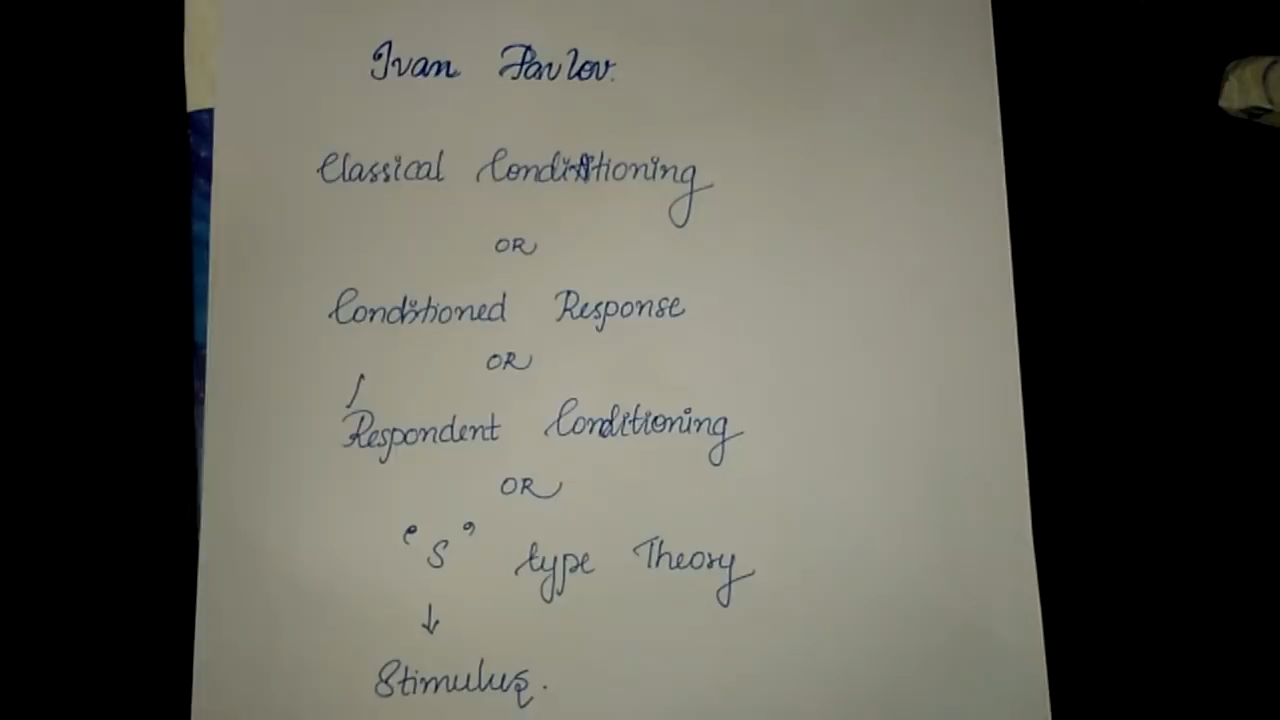 Ivan Pavlov.
Classical Conditioning
OR
Conditioned Response
OR
Respondent Conditioning
OR
'S' type Theory
↓
Stimulus.